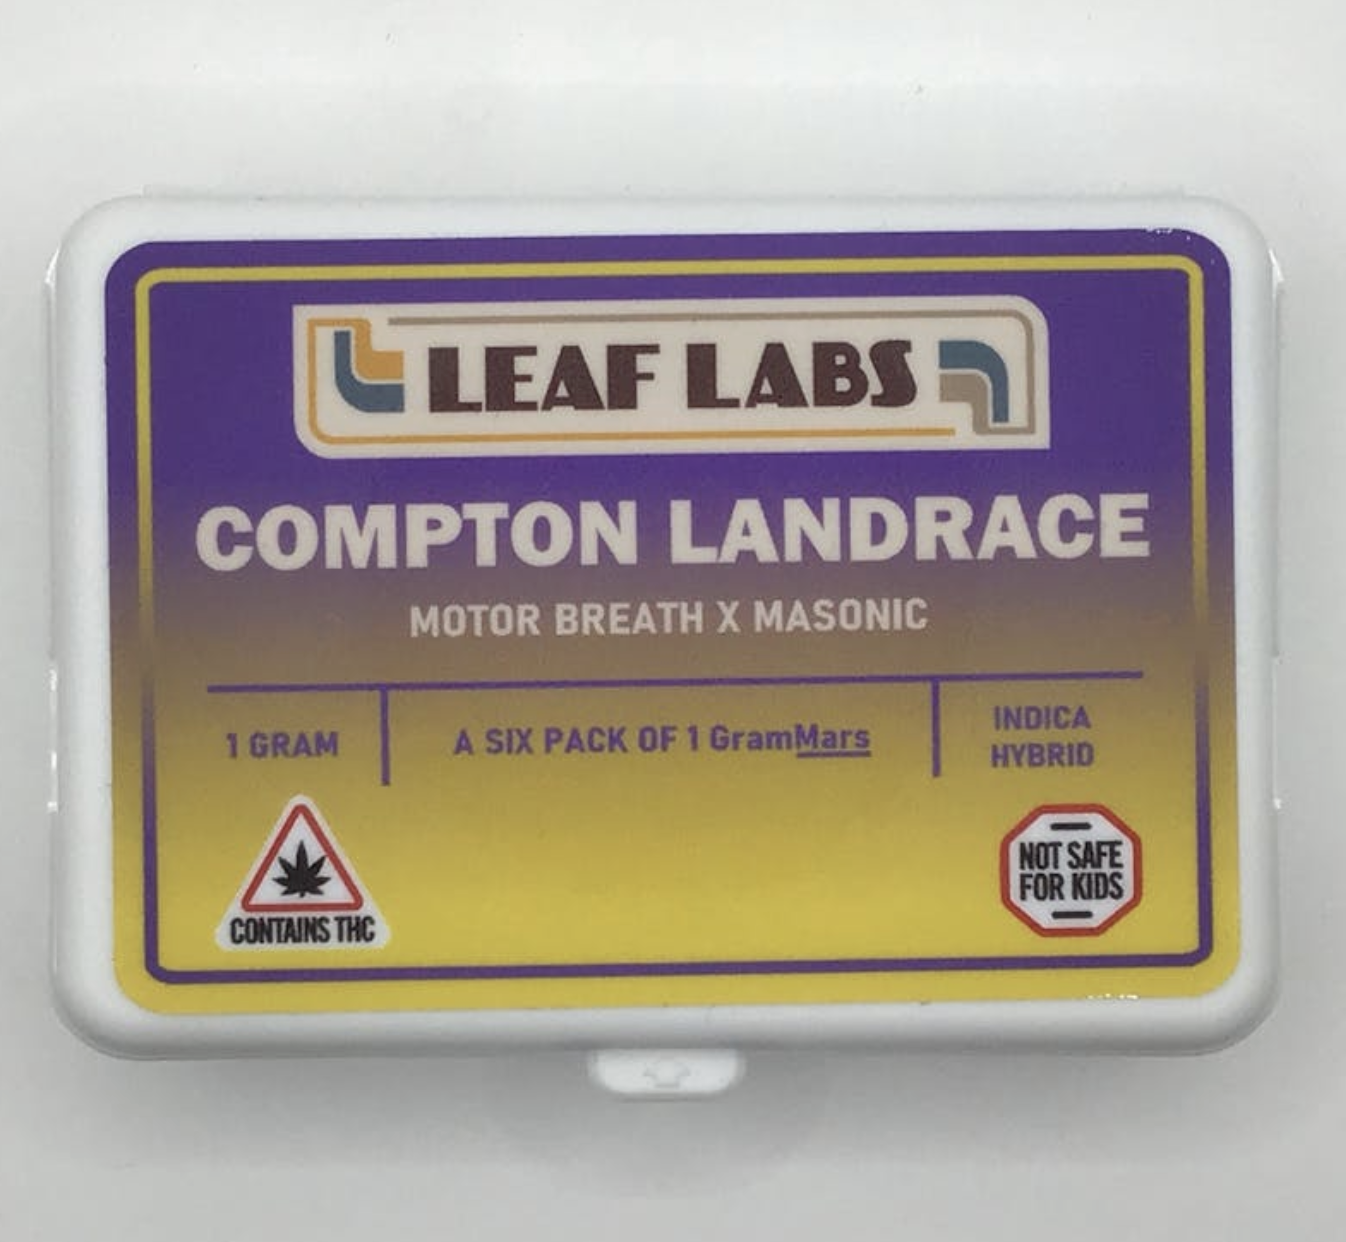 LEAF LABS
COMPTON LANDRACE
MOTOR BREATH X MASONIC
1 GRAM
A SIX PACK OF 1 GramMars
INDICA
HYBRID
CONTAINS THC
NOT SAFE
FOR KIDS